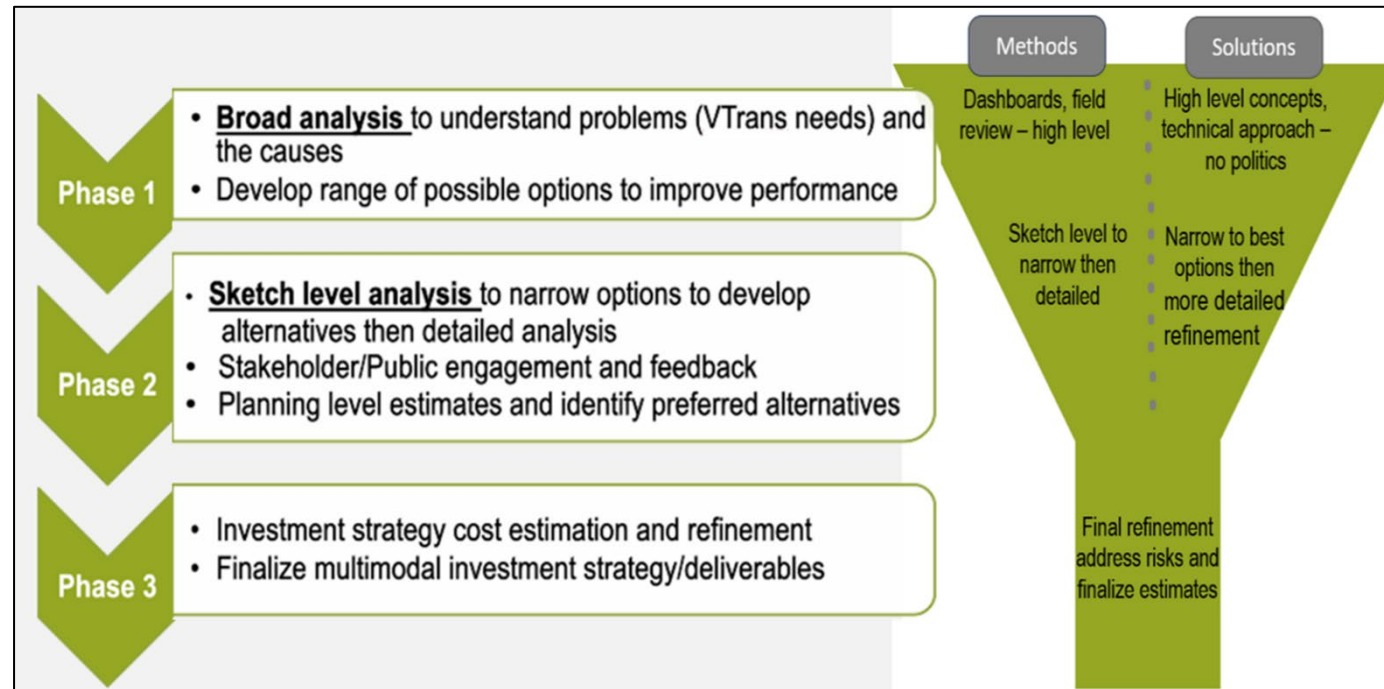 Phase 1
• Broad analysis to understand problems (VTrans needs) and
the causes
• Develop range of possible options to improve performance
Phase 2
• Sketch level analysis to narrow options to develop
alternatives then detailed analysis
• Stakeholder/Public engagement and feedback
• Planning level estimates and identify preferred alternatives
Phase 3
• Investment strategy cost estimation and refinement
• Finalize multimodal investment strategy/deliverables
Methods
Dashboards, field
review – high level
Sketch level to
narrow then
detailed
Solutions
High level concepts,
technical approach –
no politics
Narrow to best
options then
more detailed
refinement
Final refinement
address risks and
finalize estimates